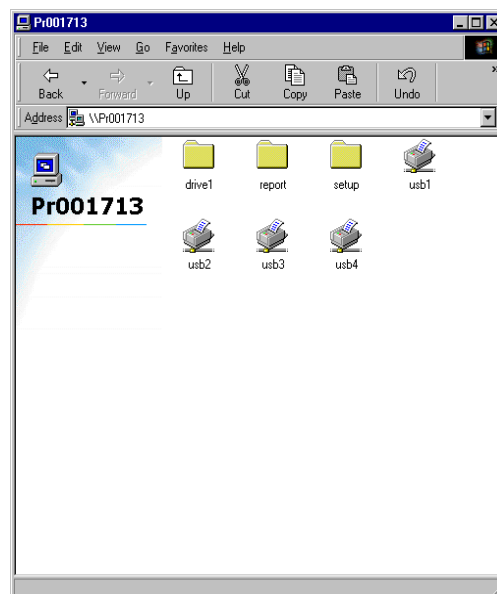 Pr001713
File Edit View Go Favorites Help
Back Forward Up Cut Copy Paste Undo »
Address \\Pr001713
Pr001713
drive1 report setup usb1
usb2 usb3 usb4